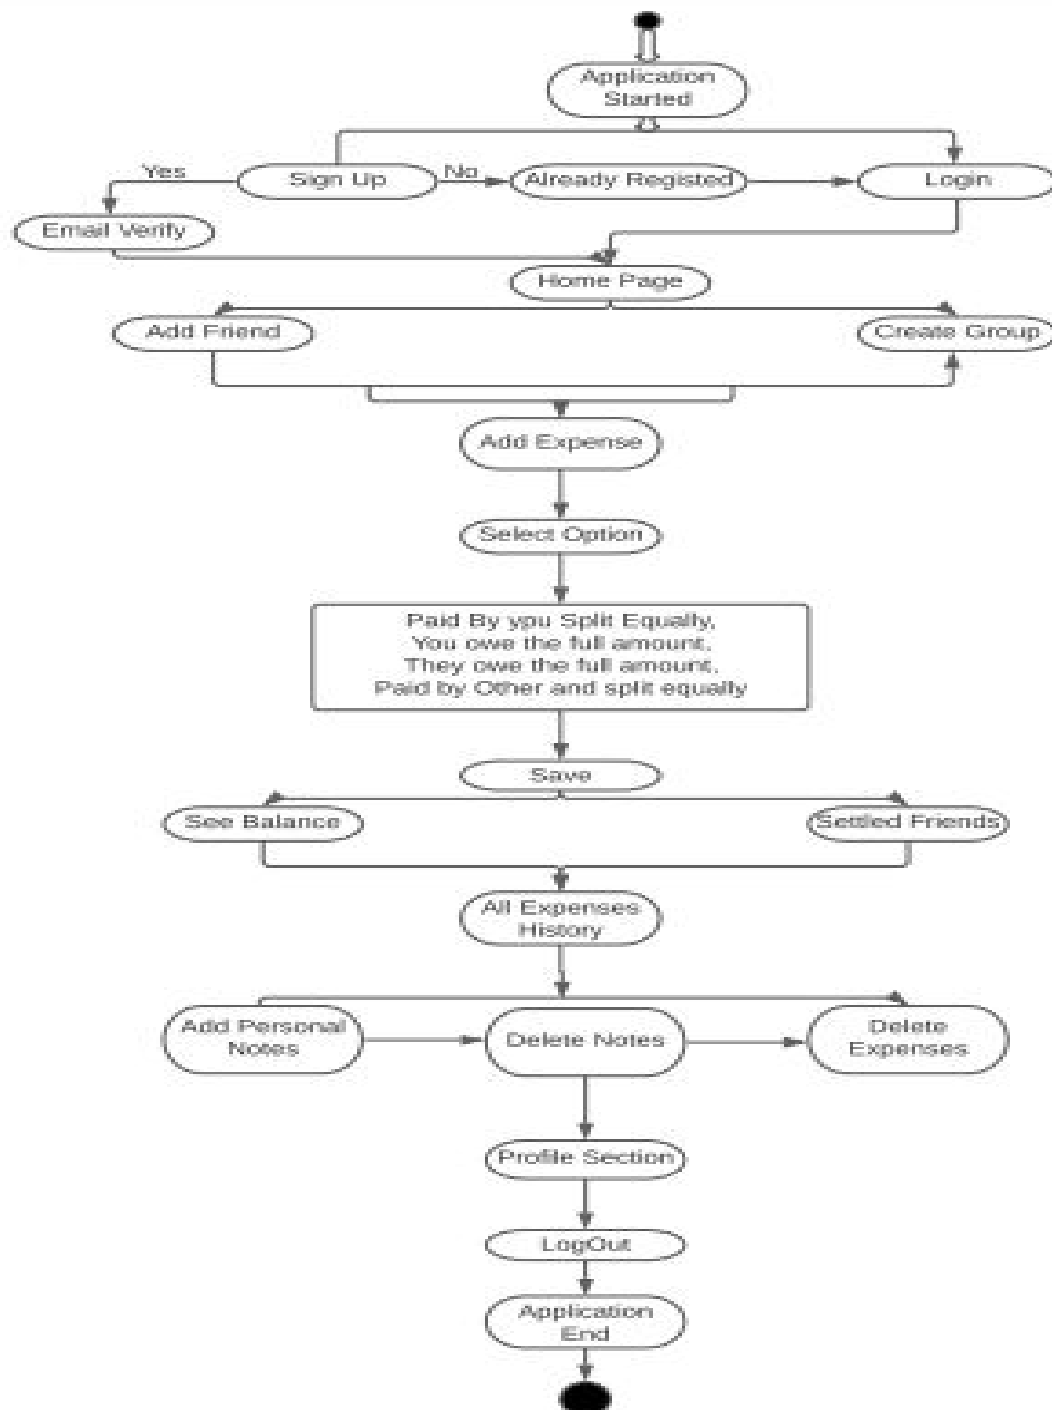 Application
Started
Yes
Sign Up
No
Already Registed
Login
Email Verify
Home Page
Add Friend
Create Group
Add Expense
Select Option
Paid By ypu Split Equally,
You owe the full amount,
They owe the full amount,
Paid by Other and split equally
Save
See Balance
Settled Friends
All Expenses
History
Add Personal
Notes
Delete Notes
Delete
Expenses
Profile Section
LogOut
Application
End